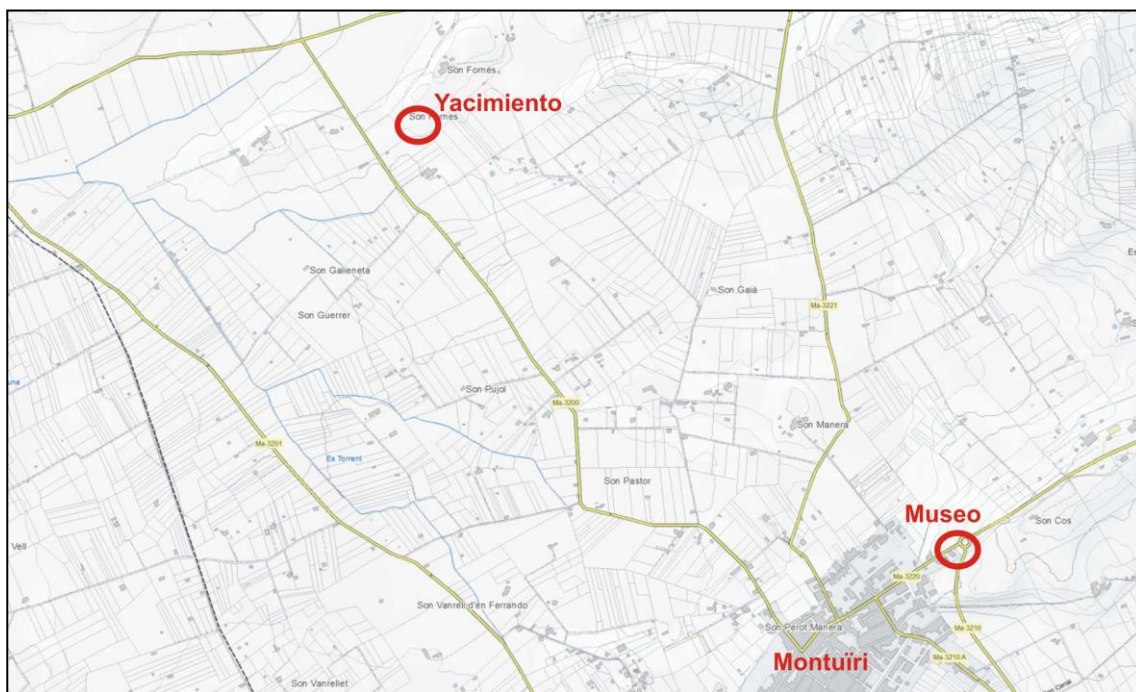 Son Fornés
Yacimiento
Son Fornés
Son Galieneta
Son Gaià
Ma-3221
Son Guerrer
Son Pujol
Ma-3200
Son Manera
Ma-3201
Es Torrent
Son Pastor
Museo
Son Cos
Vell
Ma-3220
Son Vanrell d'en Ferrando
Son Perot Manera
Ma-3210
Montuïri
Ma-3210 A
Son Vanrellet